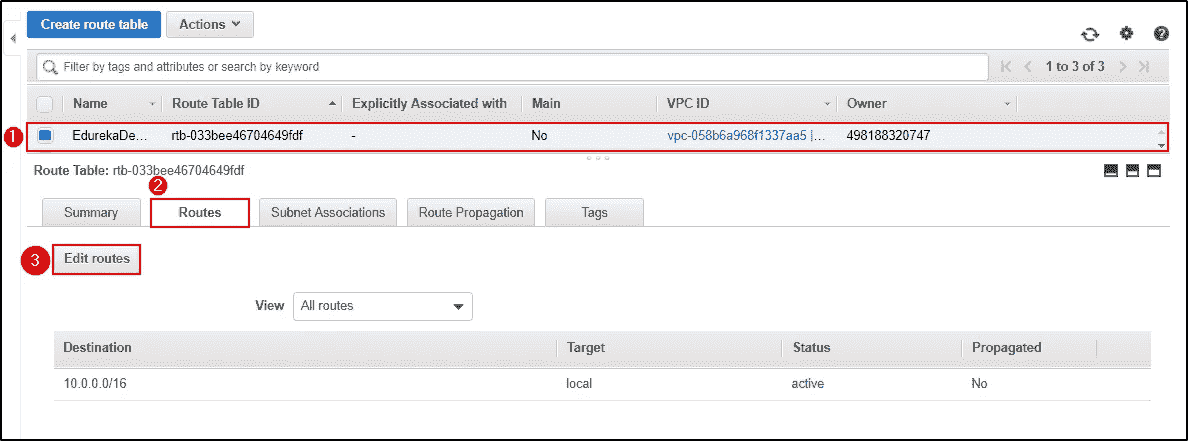 Create route table Actions
Filter by tags and attributes or search by keyword 1 to 3 of 3
Name Route Table ID Explicitly Associated with Main VPC ID Owner
1 EdurekaDe... rtb-033bee46704649fdf - No vpc-058b6a968f1337aa5 |... 498188320747
Route Table: rtb-033bee46704649fdf
2
Summary Routes Subnet Associations Route Propagation Tags
3 Edit routes
View All routes
Destination Target Status Propagated
10.0.0.0/16 local active No